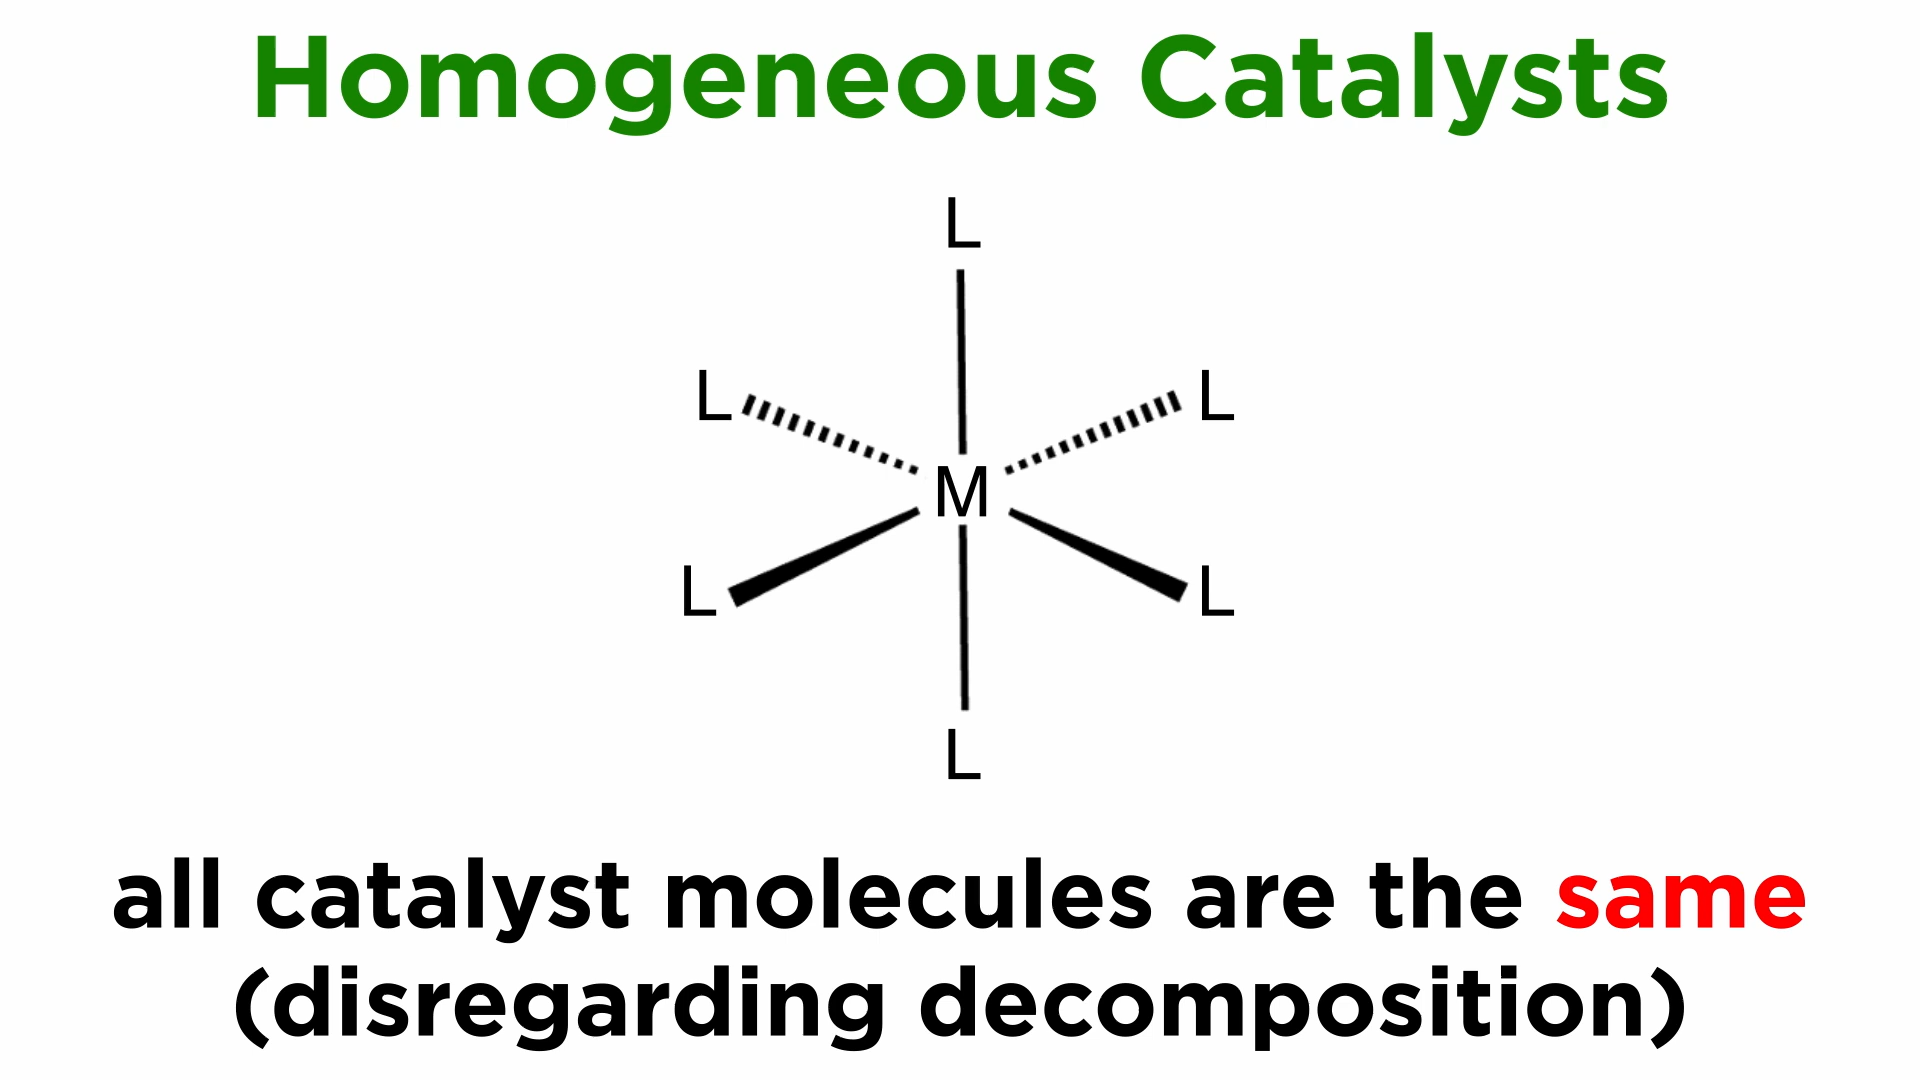 Homogeneous Catalysts
L
L L
M
L L
L
all catalyst molecules are the same
(disregarding decomposition)